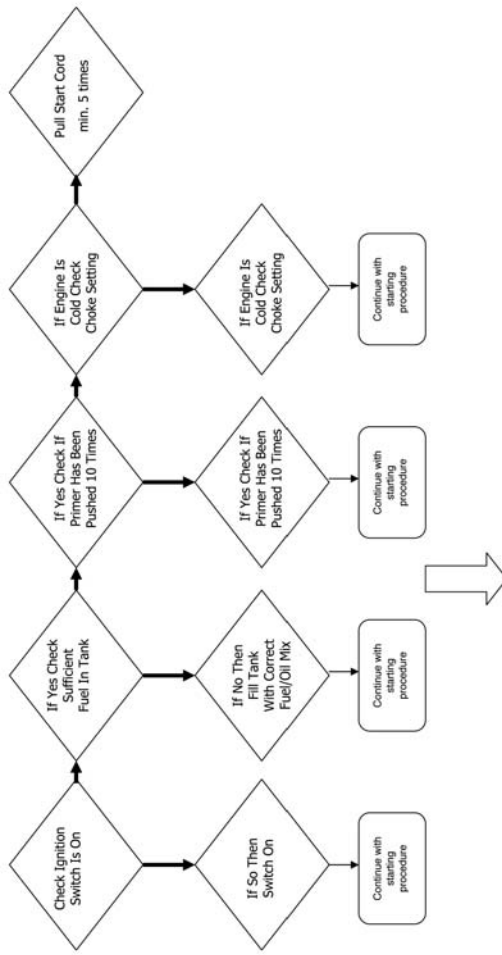 Check Ignition
Switch Is On
If Yes Check
Sufficient
Fuel In Tank
If Yes Check If
Primer Has Been
Pushed 10 Times
If Engine Is
Cold Check
Choke Setting
Pull Start Cord
min. 5 times
If So Then
Switch On
If No Then
Fill Tank
With Correct
Fuel/Oil Mix
If Yes Check If
Primer Has Been
Pushed 10 Times
If Engine Is
Cold Check
Choke Setting
Continue with
starting
procedure
Continue with
starting
procedure
Continue with
starting
procedure
Continue with
starting
procedure